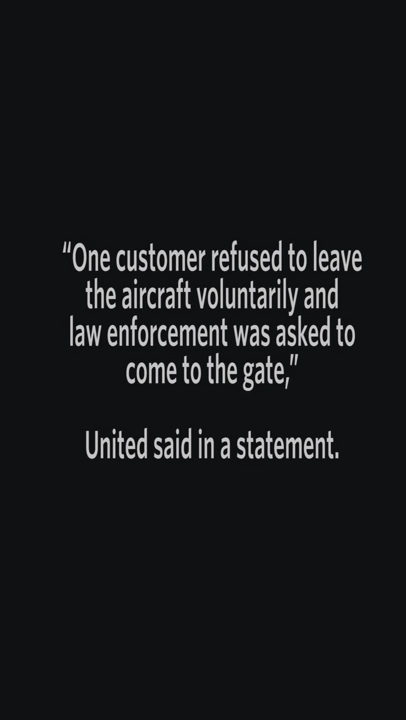 “One customer refused to leave
the aircraft voluntarily and
law enforcement was asked to
come to the gate,”
United said in a statement.